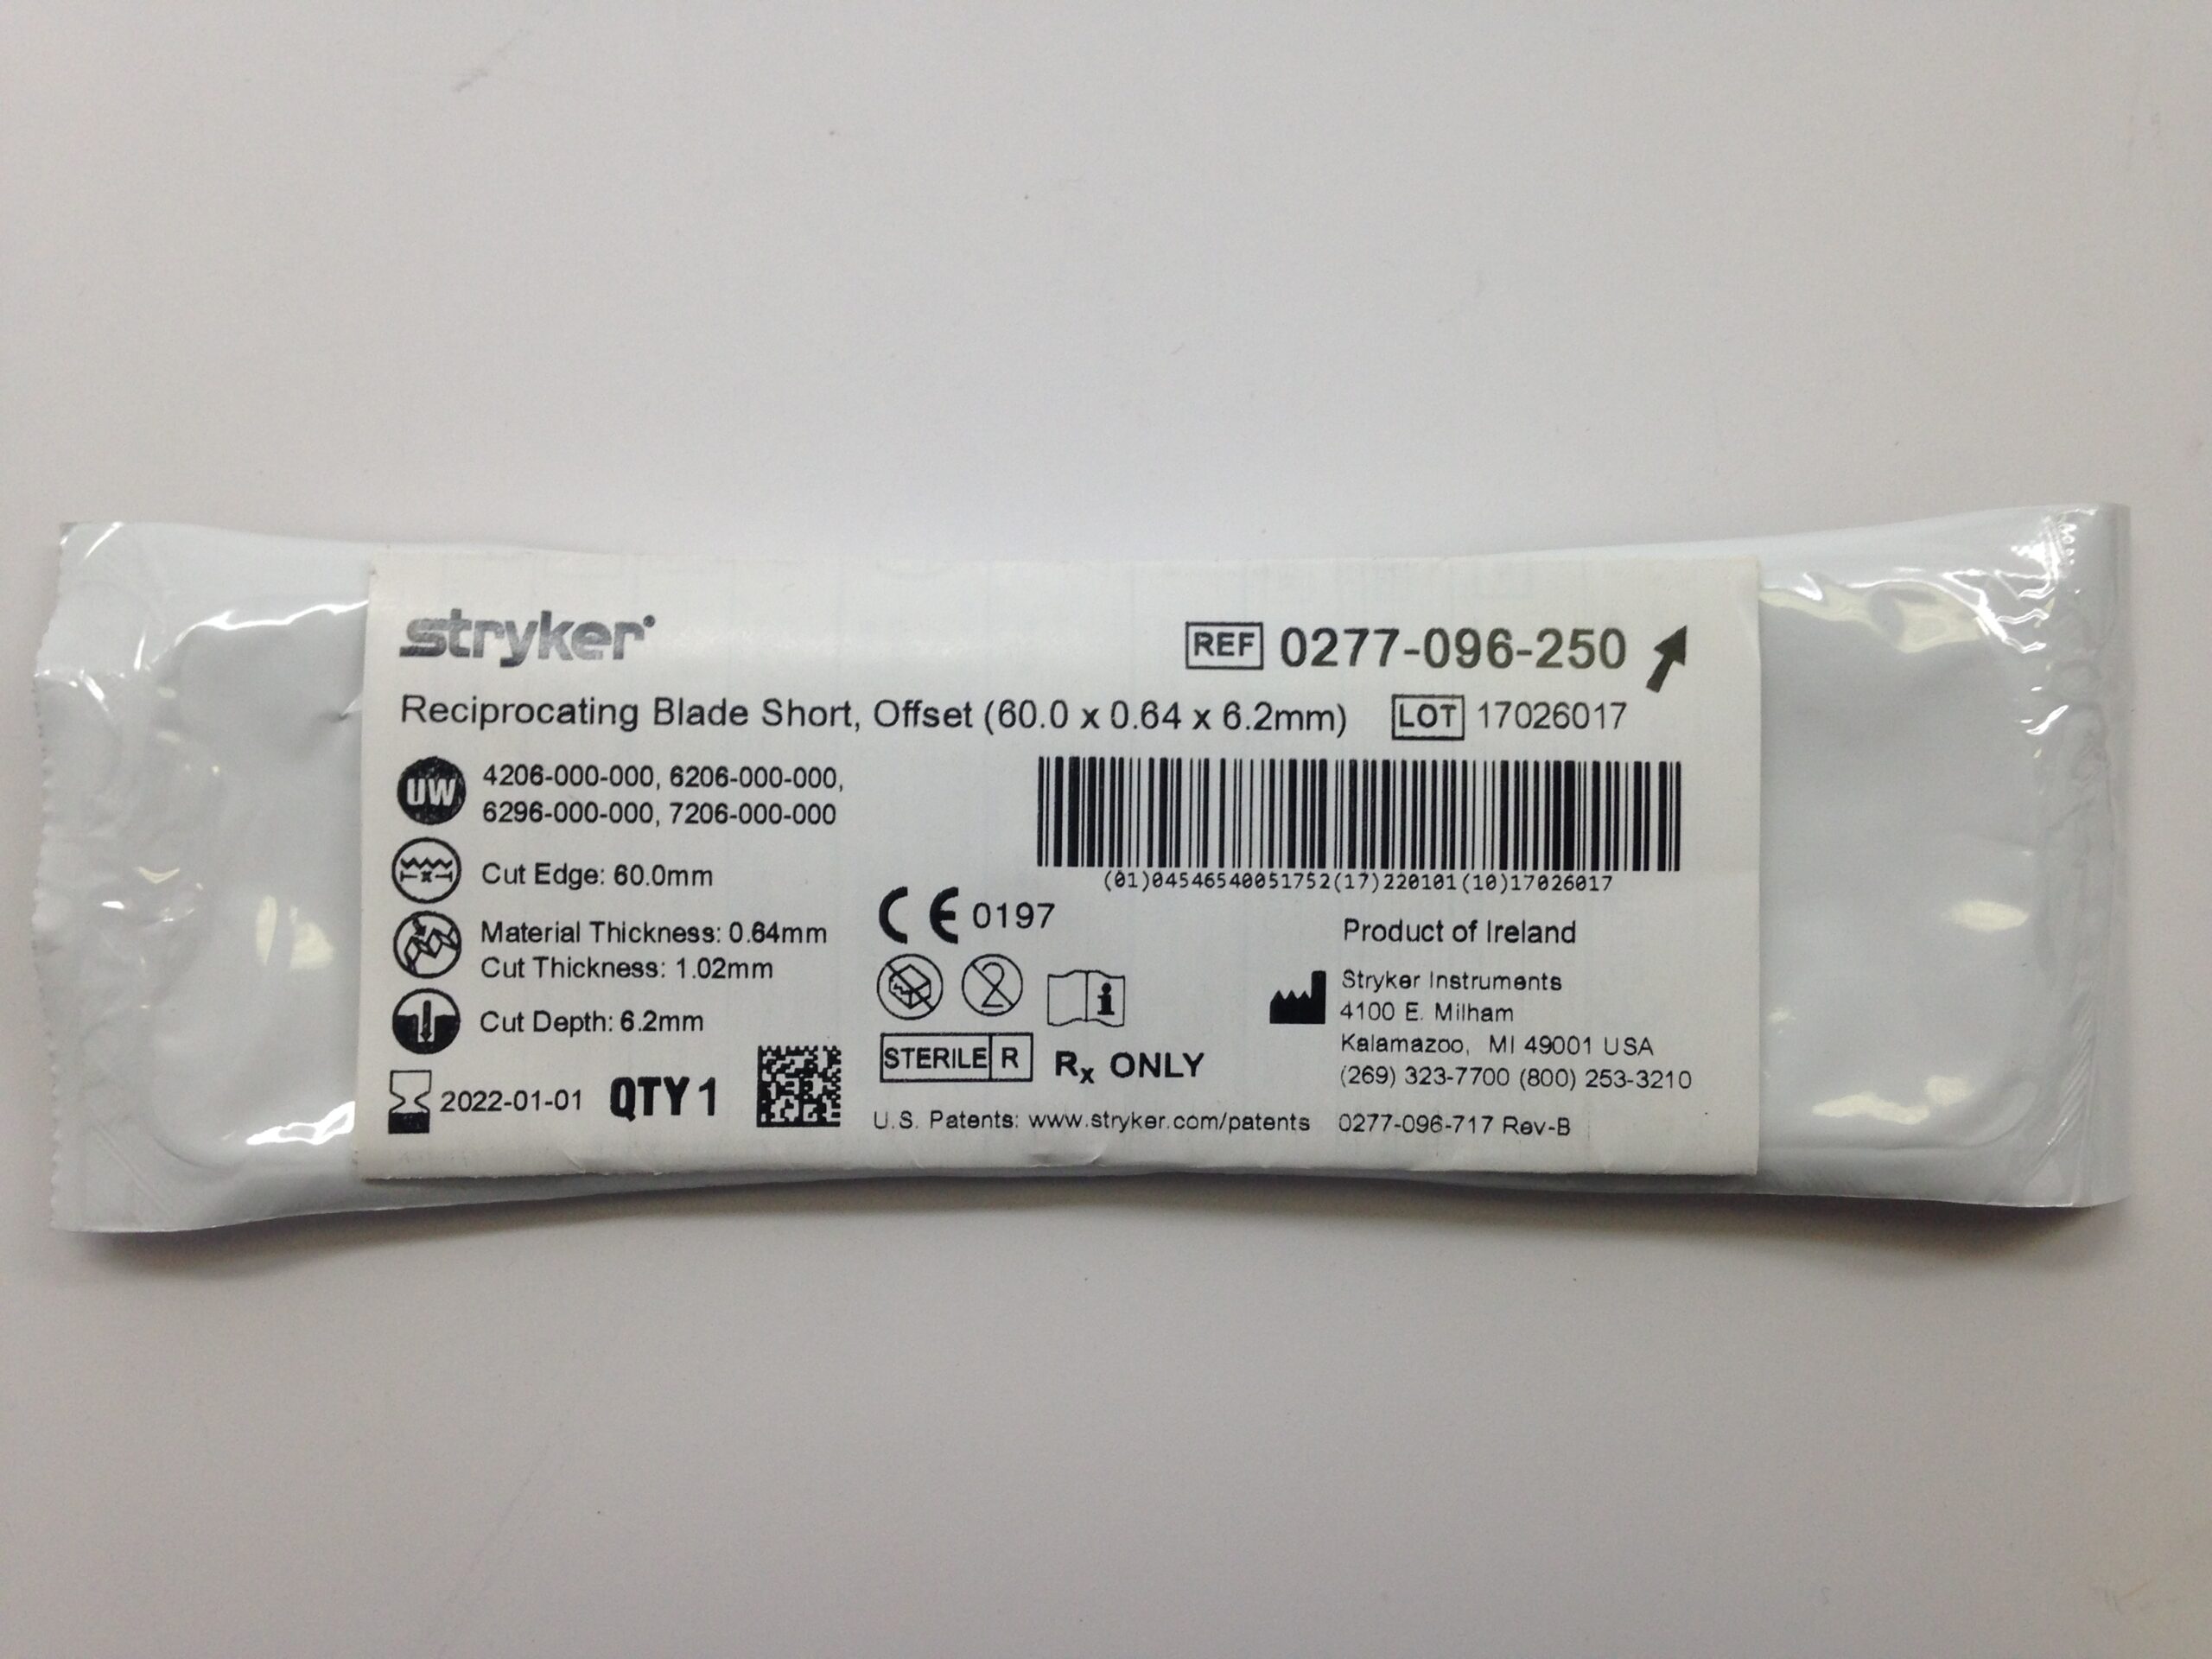 stryker
REF 0277-096-250
Reciprocating Blade Short, Offset (60.0 x 0.64 x 6.2mm)
LOT 17026017
UW
4206-000-000, 6206-000-000,
6296-000-000, 7206-000-000
Cut Edge: 60.0mm
Material Thickness: 0.64mm
Cut Thickness: 1.02mm
Cut Depth: 6.2mm
2022-01-01 QTY 1
(01)04546540051752(17)220101(10)17026017
CE 0197
2
i
STERILE R
Rx ONLY
U.S. Patents: www.stryker.com/patents
Product of Ireland
Stryker Instruments
4100 E. Milham
Kalamazoo, MI 49001 USA
(269) 323-7700 (800) 253-3210
0277-096-717 Rev-B